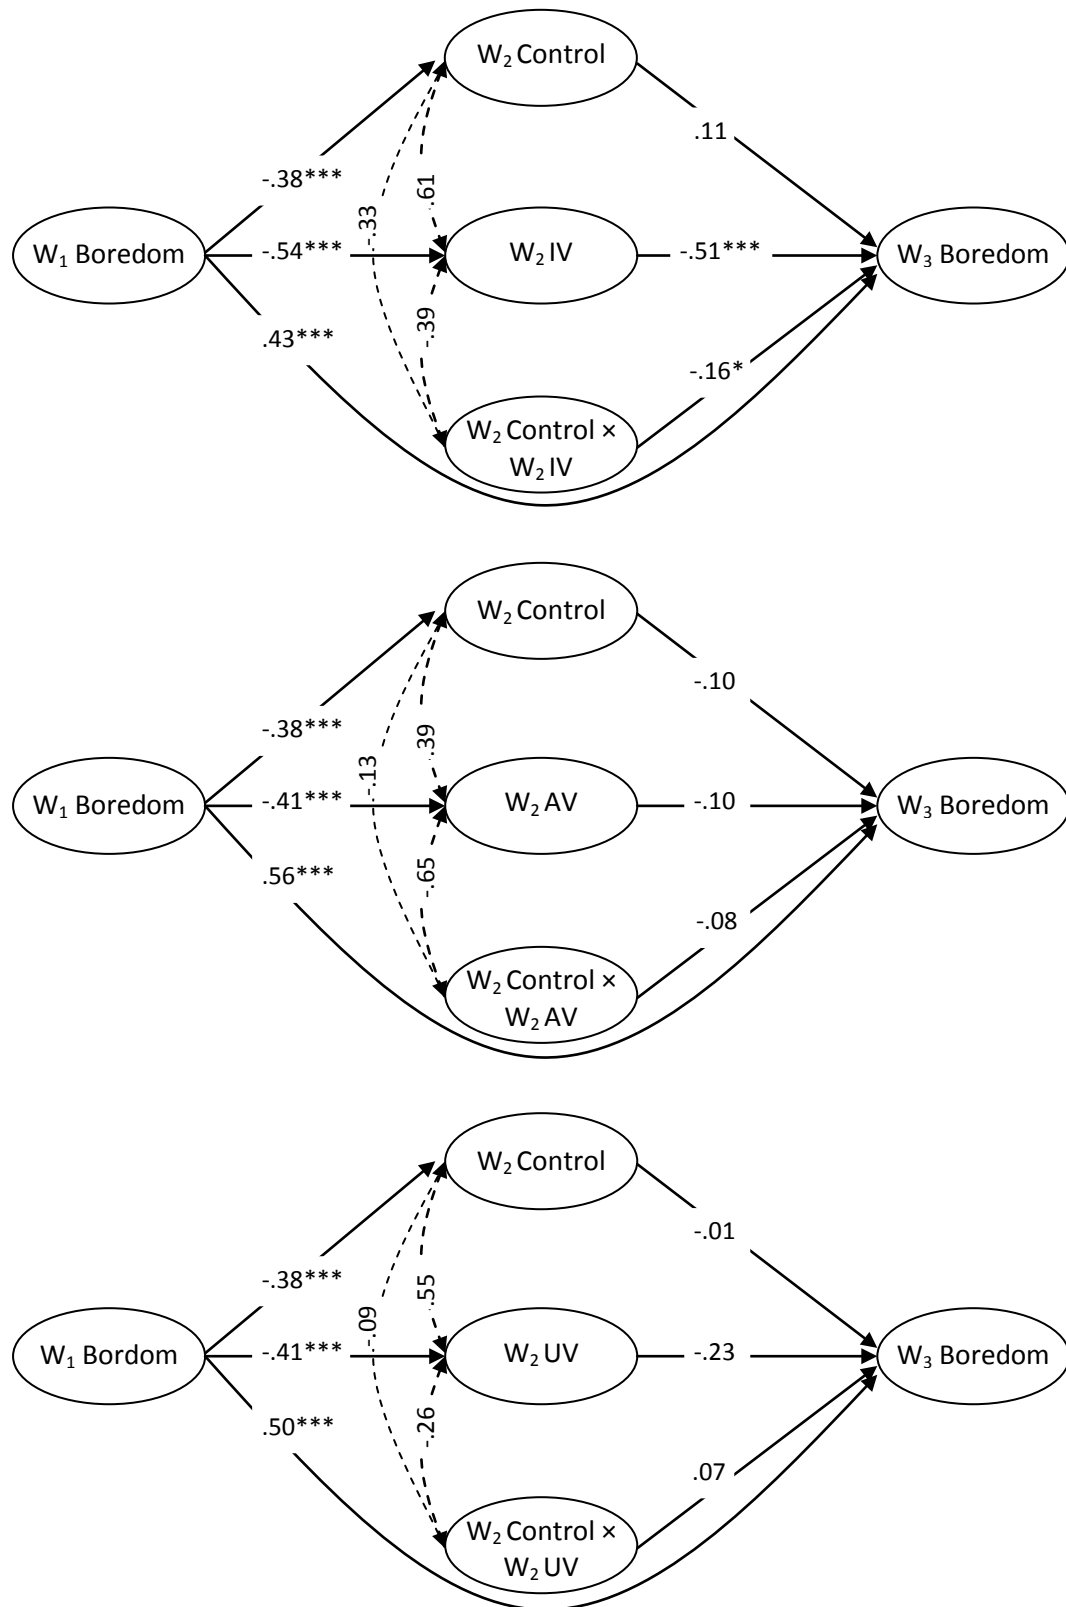 W₂ Control
.11
-.38***
.61
-.33
W₁ Boredom
-.54***
W₂ IV
-.51***
W₃ Boredom
.43***
-.39
-.16*
W₂ Control ×
W₂ IV
W₂ Control
-.10
-.38***
.39
-.13
W₁ Boredom
-.41***
W₂ AV
-.10
W₃ Boredom
.56***
-.65
-.08
W₂ Control ×
W₂ AV
W₂ Control
-.01
-.38***
.55
-.09
W₁ Bordom
-.41***
W₂ UV
-.23
W₃ Boredom
.50***
-.26
.07
W₂ Control ×
W₂ UV